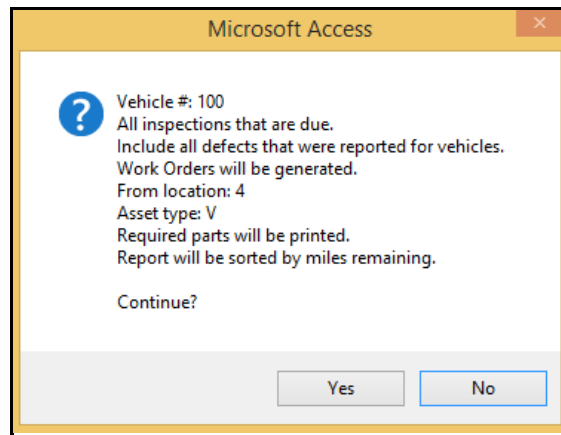 Microsoft Access
Vehicle #: 100
All inspections that are due.
Include all defects that were reported for vehicles.
Work Orders will be generated.
From location: 4
Asset type: V
Required parts will be printed.
Report will be sorted by miles remaining.
Continue?
Yes
No